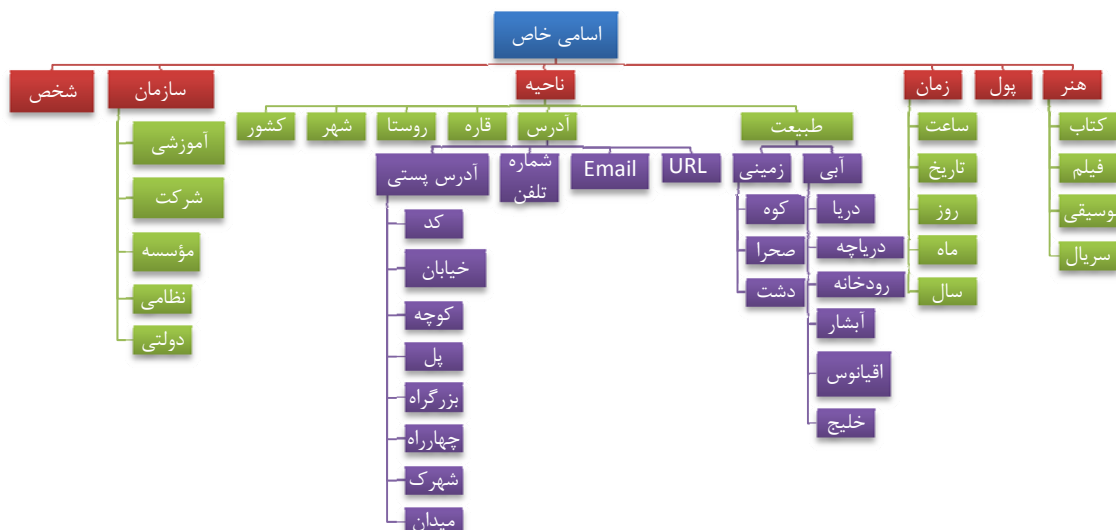 اسامی خاص
هنر
پول
زمان
ناحیه
سازمان
شخص
کتاب
فیلم
موسیقی
سریال
ساعت
تاریخ
روز
ماه
سال
طبیعت
آدرس
قاره
روستا
شهر
کشور
آبی
زمینی
دریا
دریاچه
رودخانه
آبشار
اقیانوس
خلیج
کوه
صحرا
دشت
URL
Email
شماره
تلفن
آدرس پستی
کد
خیابان
کوچه
پل
بزرگراه
چهارراه
شهرک
میدان
آموزشی
شرکت
مؤسسه
نظامی
دولتی